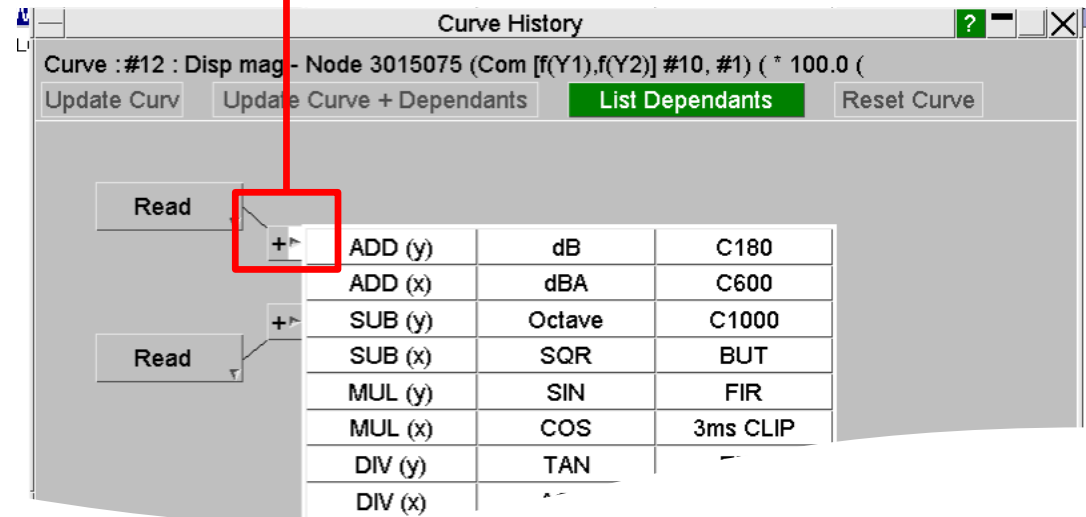 Curve History
?
Curve :#12 : Disp mag - Node 3015075 (Com [f(Y1),f(Y2)] #10, #1) ( * 100.0 (
Update Curv Update Curve + Dependants List Dependants Reset Curve
Read
+
ADD (y) dB C180
ADD (x) dBA C600
+
SUB (y) Octave C1000
Read
SUB (x) SQR BUT
MUL (y) SIN FIR
MUL (x) COS 3ms CLIP
DIV (y) TAN
DIV (x)